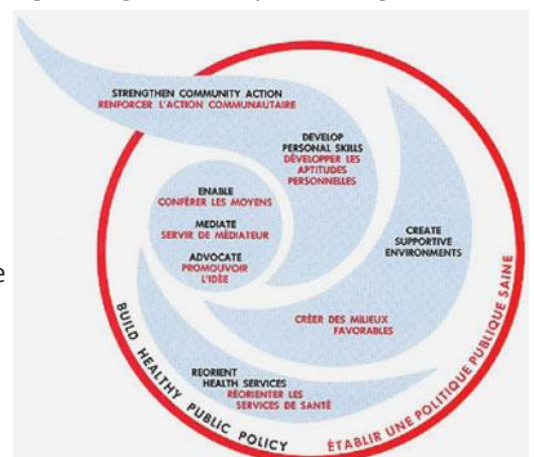 STRENGTHEN COMMUNITY ACTION
RENFORCER L'ACTION COMMUNAUTAIRE
DEVELOP
PERSONAL SKILLS
DÉVELOPPER LES
APTITUDES
PERSONNELLES
ENABLE
CONFÉRER LES MOYENS
MEDIATE
SERVIR DE MÉDIATEUR
ADVOCATE
PROMOUVOIR
L'IDÉE
CREATE
SUPPORTIVE
ENVIRONMENTS
CRÉER DES MILIEUX
FAVORABLES
REORIENT
HEALTH SERVICES
RÉORIENTER LES
SERVICES DE SANTÉ
BUILD HEALTHY PUBLIC POLICY
ÉTABLIR UNE POLITIQUE PUBLIQUE SAINE